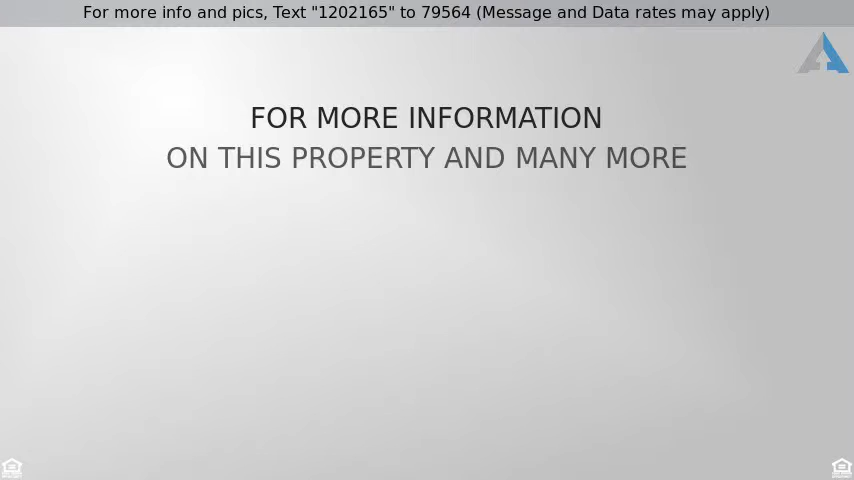 For more info and pics, Text "1202165" to 79564 (Message and Data rates may apply)
FOR MORE INFORMATION
ON THIS PROPERTY AND MANY MORE